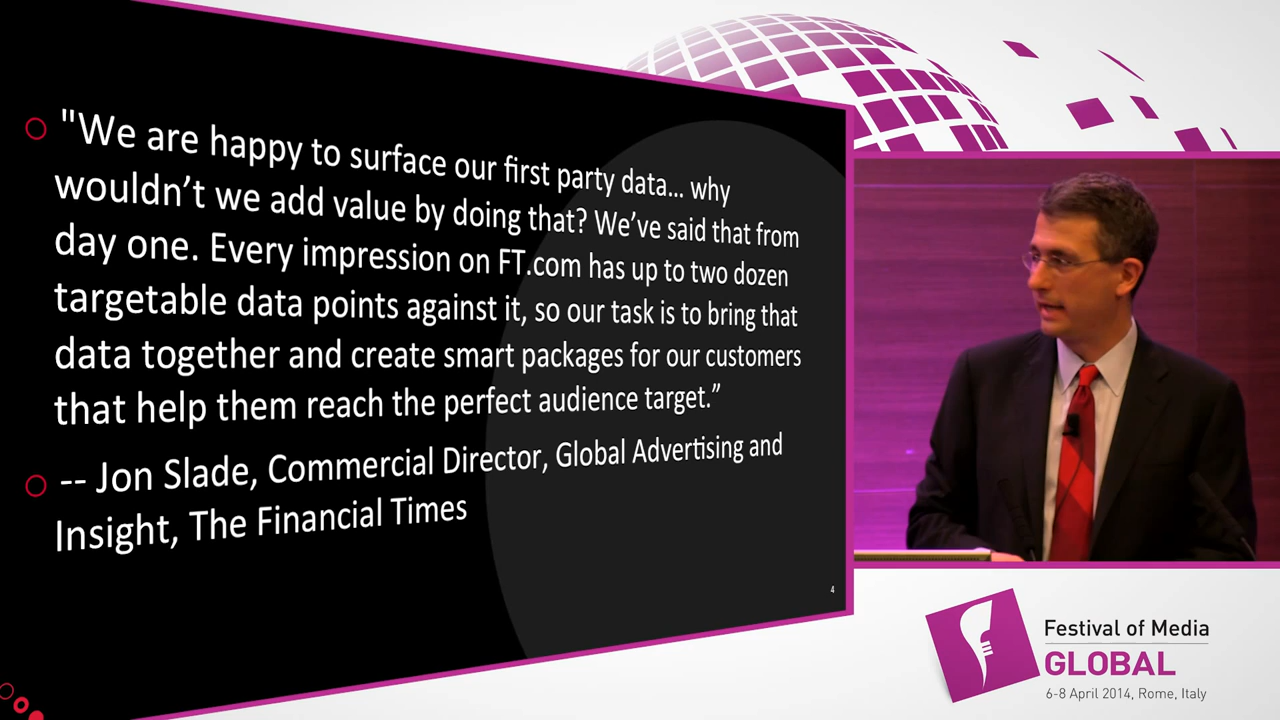 "We are happy to surface our first party data... why
wouldn’t we add value by doing that? We’ve said that from
day one. Every impression on FT.com has up to two dozen
targetable data points against it, so our task is to bring that
data together and create smart packages for our customers
that help them reach the perfect audience target.”
-- Jon Slade, Commercial Director, Global Advertising and
Insight, The Financial Times
4
Festival of Media
GLOBAL
6-8 April 2014, Rome, Italy